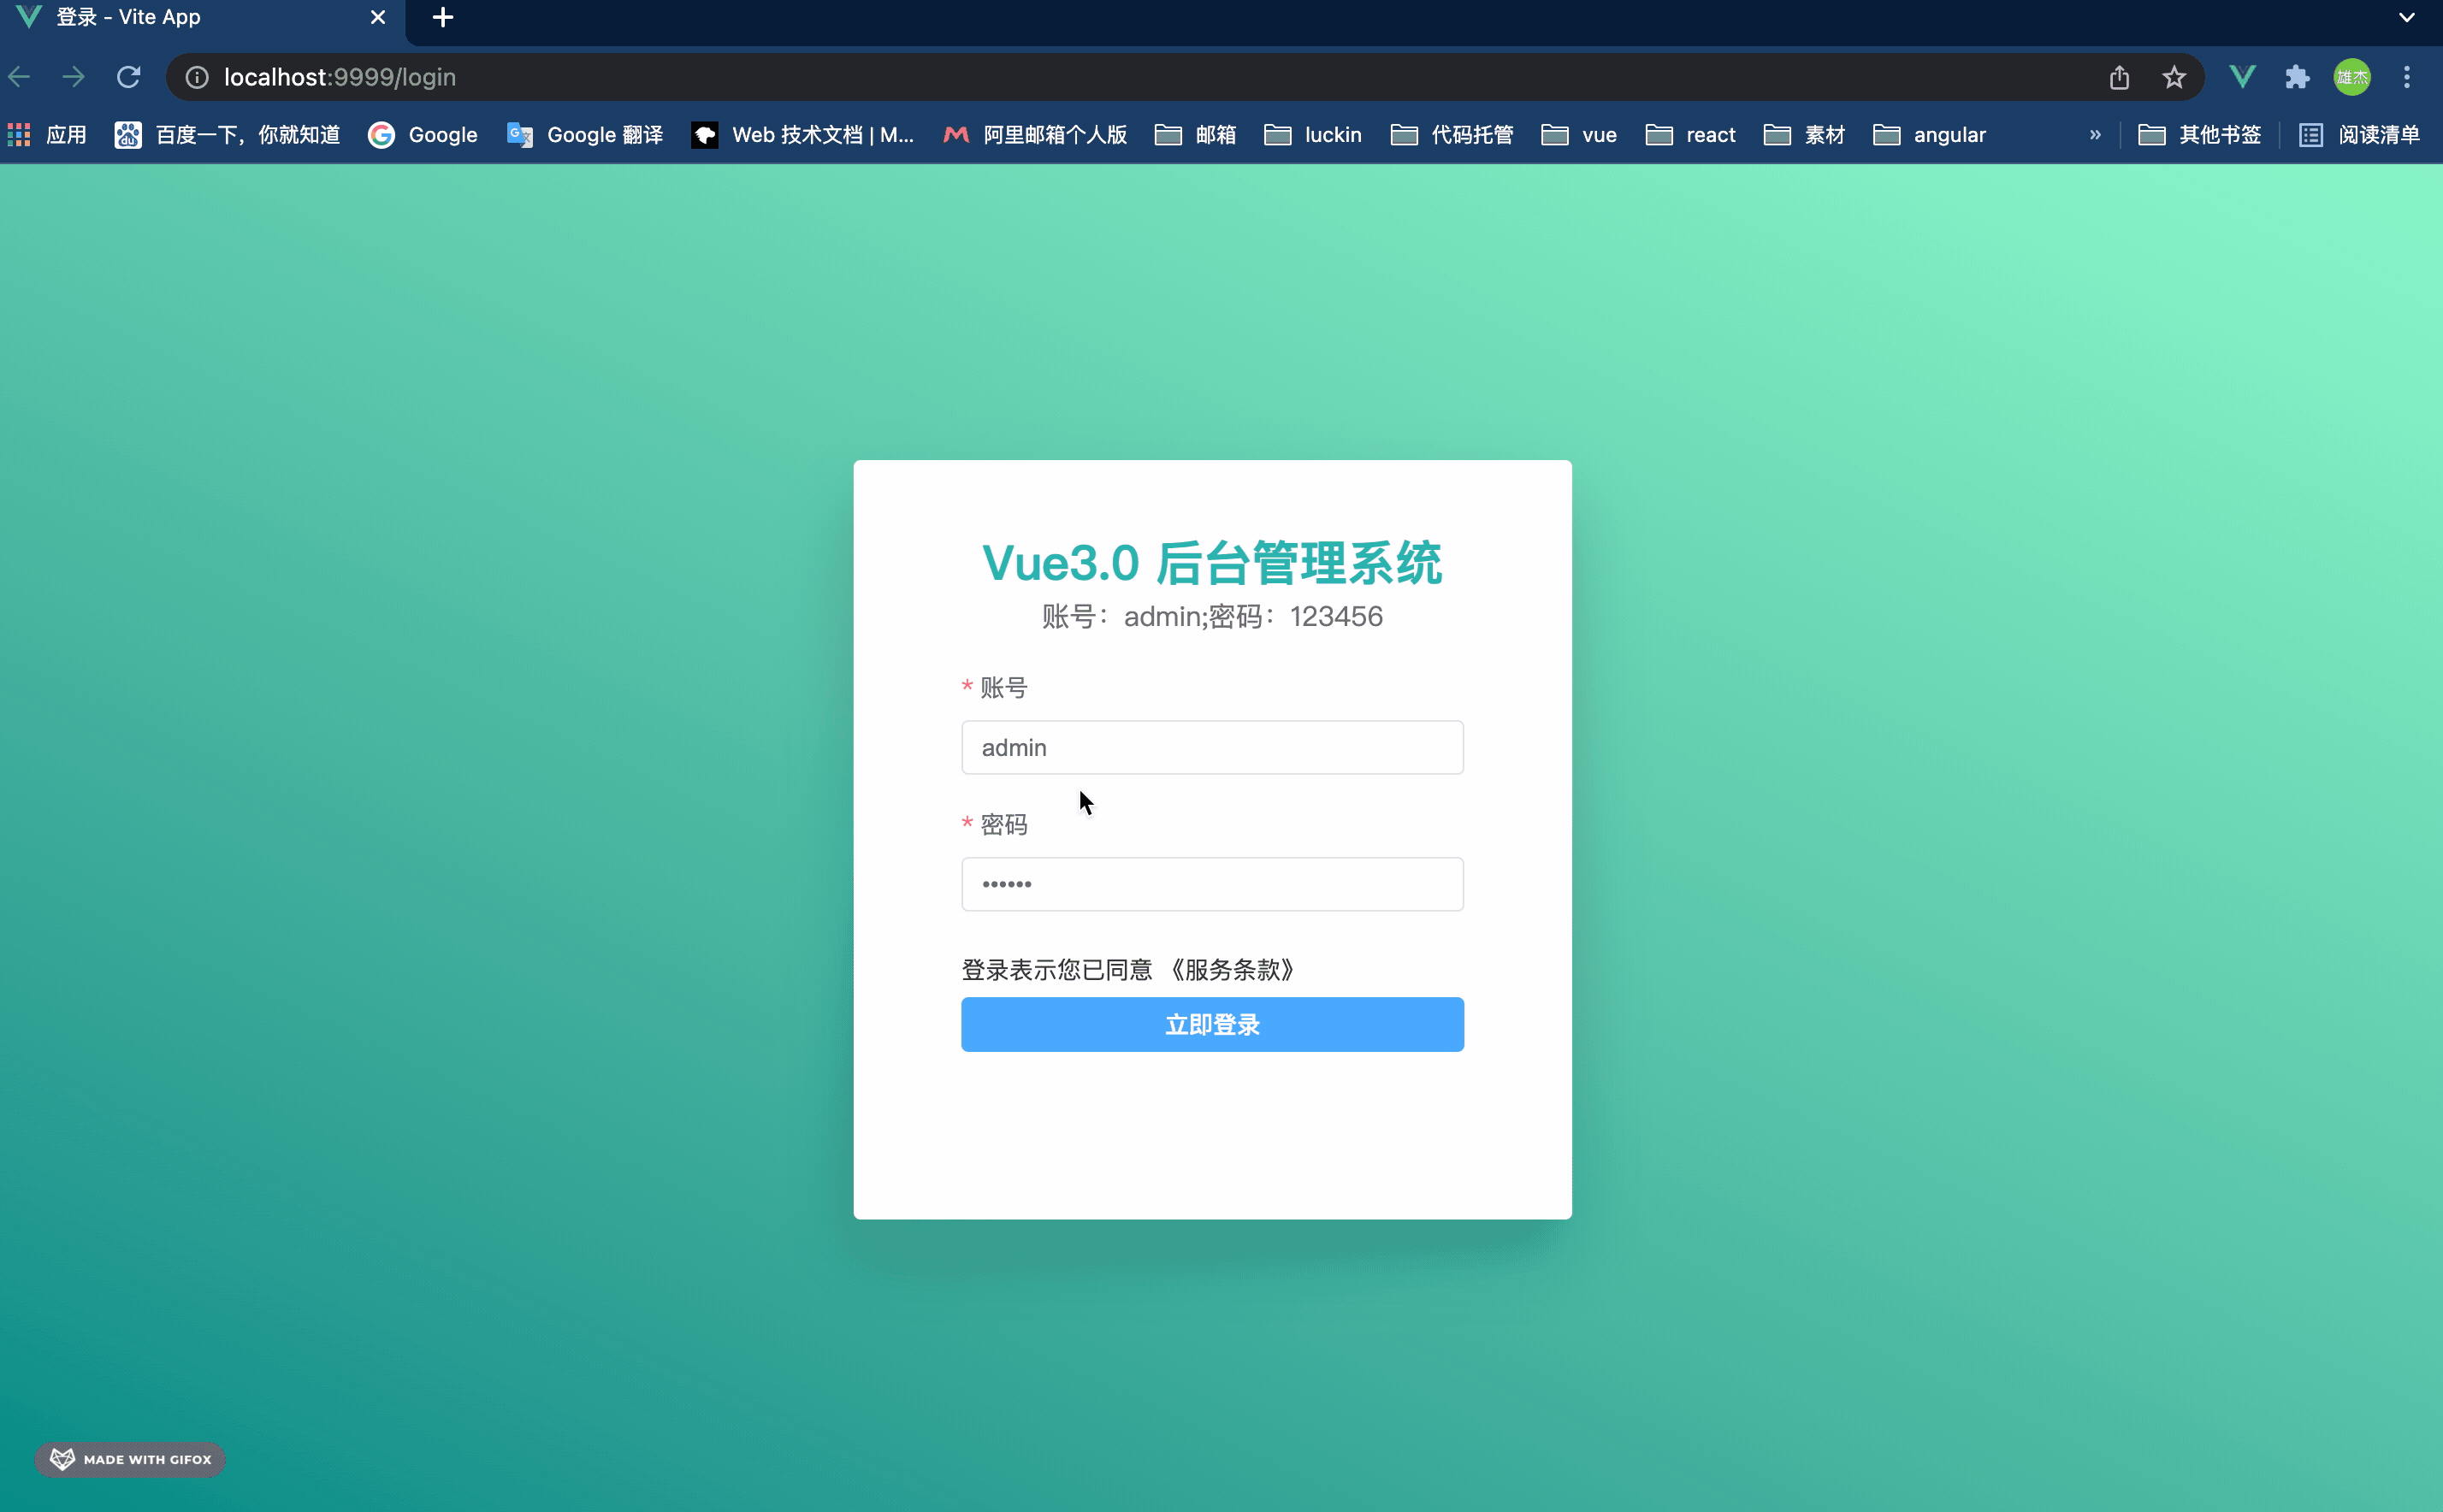 登录 - Vite App
localhost:9999/login
雄杰
应用 百度一下，你就知道 Google Google 翻译 Web 技术文档 | M... 阿里邮箱个人版 邮箱 luckin 代码托管 vue react 素材 angular » 其他书签 阅读清单
Vue3.0 后台管理系统
账号：admin;密码：123456
* 账号
admin
* 密码
••••••
登录表示您已同意 《服务条款》
立即登录
MADE WITH GIFOX